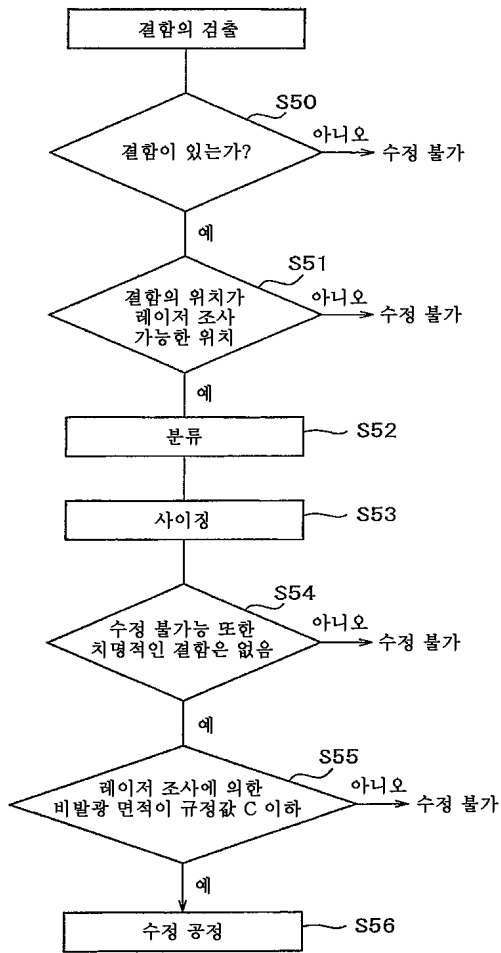 결함의 검출
S50
결함이 있는가?
아니오
수정 불가
예
S51
결함의 위치가
레이저 조사
가능한 위치
아니오
수정 불가
예
분류
S52
사이징
S53
S54
수정 불가능 또한
치명적인 결함은 없음
아니오
수정 불가
예
S55
레이저 조사에 의한
비발광 면적이 규정값 C 이하
아니오
수정 불가
예
수정 공정
S56